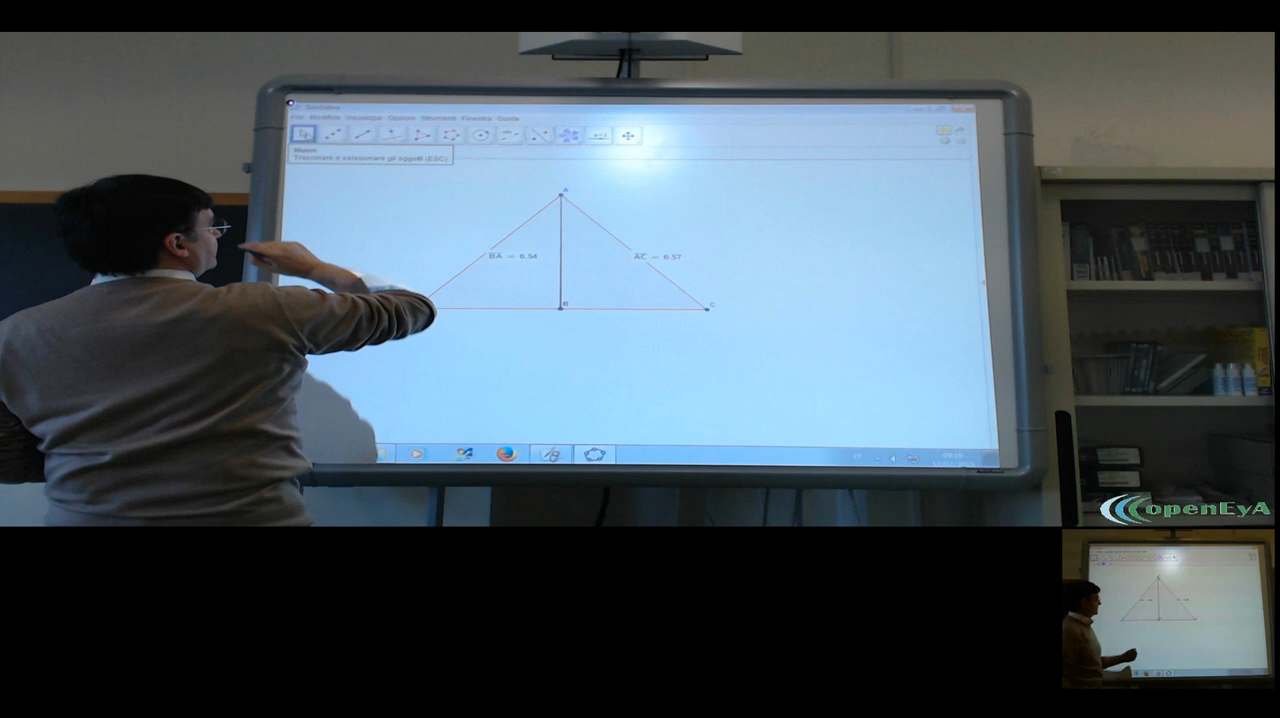 GeoGebra
File Modifica Visualizza Opzioni Strumenti Finestra Guida
Muovi
Trascinare o selezionare gli oggetti (ESC)
A
BA = 6.54
AC = 6.57
C
IT
openEyA